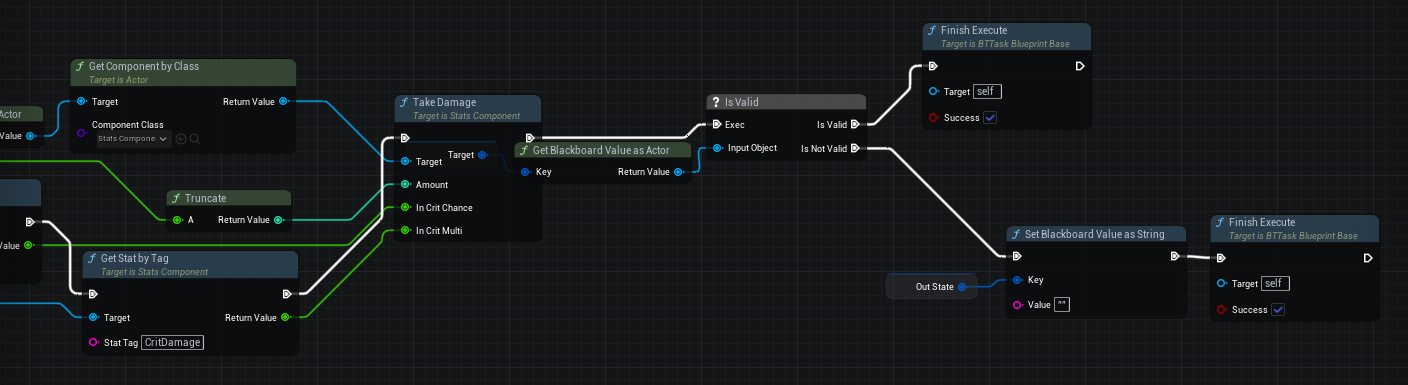 Actor
Value
Value
Get Component by Class
Target is Actor
Target
Return Value
Component Class
Stats Compone
Truncate
A
Return Value
Get Stat by Tag
Target is Stats Component
Target
Return Value
Stat Tag
CritDamage
Take Damage
Target is Stats Component
Target
Amount
In Crit Chance
In Crit Multi
Target
Get Blackboard Value as Actor
Key
Return Value
? Is Valid
Exec
Is Valid
Input Object
Is Not Valid
Finish Execute
Target is BTTask Blueprint Base
Target
self
Success
Out State
Set Blackboard Value as String
Key
Value
""
Finish Execute
Target is BTTask Blueprint Base
Target
self
Success